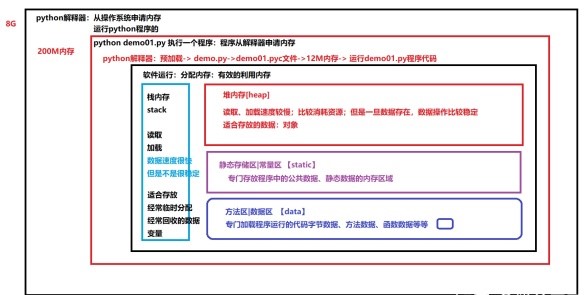 8G
python解释器：从操作系统申请内存
运行python程序的
200M内存
python demo01.py 执行一个程序：程序从解释器申请内存
python解释器：预加载-> demo.py->demo01.pyc文件->12M内存-> 运行demo01.py程序代码
软件运行：分配内存：有效的利用内存
栈内存
stack
读取
加载
数据速度很快
但是不是很稳定
适合存放
经常临时分配
经常回收的数据
变量
堆内存[heap]
读取、加载速度较慢；比较消耗资源；但是一旦数据存在，数据操作比较稳定
适合存放的数据：对象
静态存储区|常量区 【static】
专门存放程序中的公共数据、静态数据的内存区域
方法区|数据区 【data】
专门加载程序运行的代码字节数据、方法数据、函数数据等等